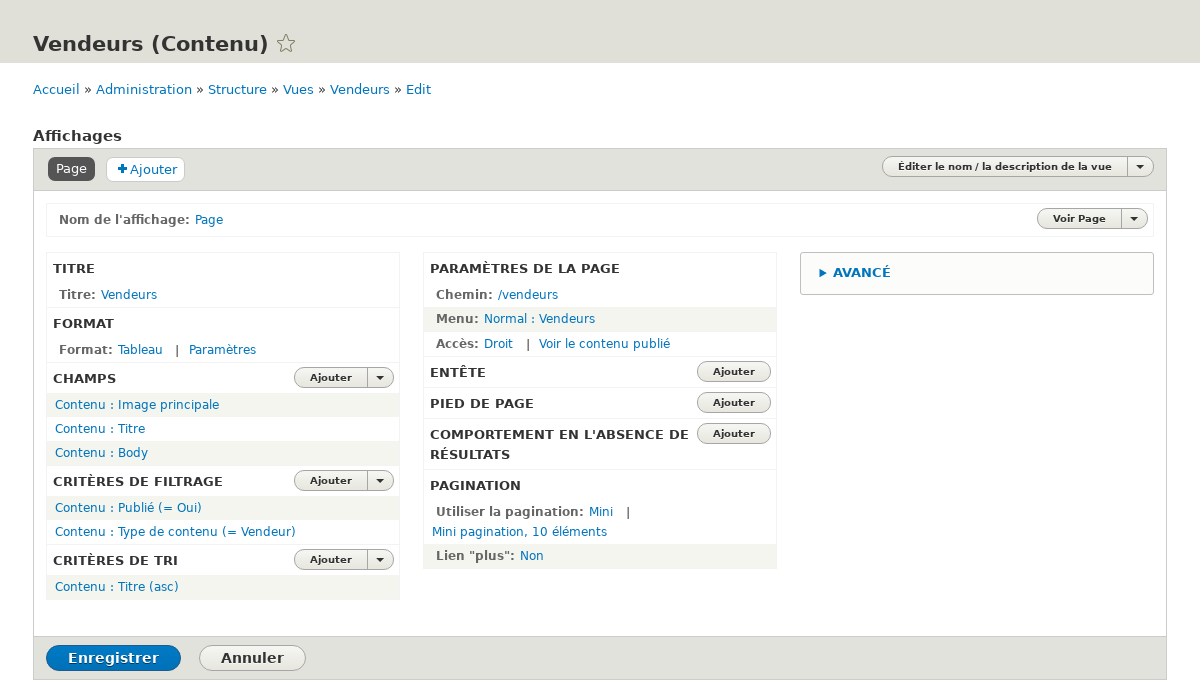 Vendeurs (Contenu)
Accueil » Administration » Structure » Vues » Vendeurs » Edit
Affichages
Page Ajouter Éditer le nom / la description de la vue
Nom de l'affichage: Page Voir Page
TITRE
Titre: Vendeurs
FORMAT
Format: Tableau | Paramètres
CHAMPS Ajouter
Contenu : Image principale
Contenu : Titre
Contenu : Body
CRITÈRES DE FILTRAGE Ajouter
Contenu : Publié (= Oui)
Contenu : Type de contenu (= Vendeur)
CRITÈRES DE TRI Ajouter
Contenu : Titre (asc)
PARAMÈTRES DE LA PAGE
Chemin: /vendeurs
Menu: Normal : Vendeurs
Accès: Droit | Voir le contenu publié
ENTÊTE Ajouter
PIED DE PAGE Ajouter
COMPORTEMENT EN L'ABSENCE DE Ajouter
RÉSULTATS
PAGINATION
Utiliser la pagination: Mini |
Mini pagination, 10 éléments
Lien "plus": Non
AVANCÉ
Enregistrer Annuler